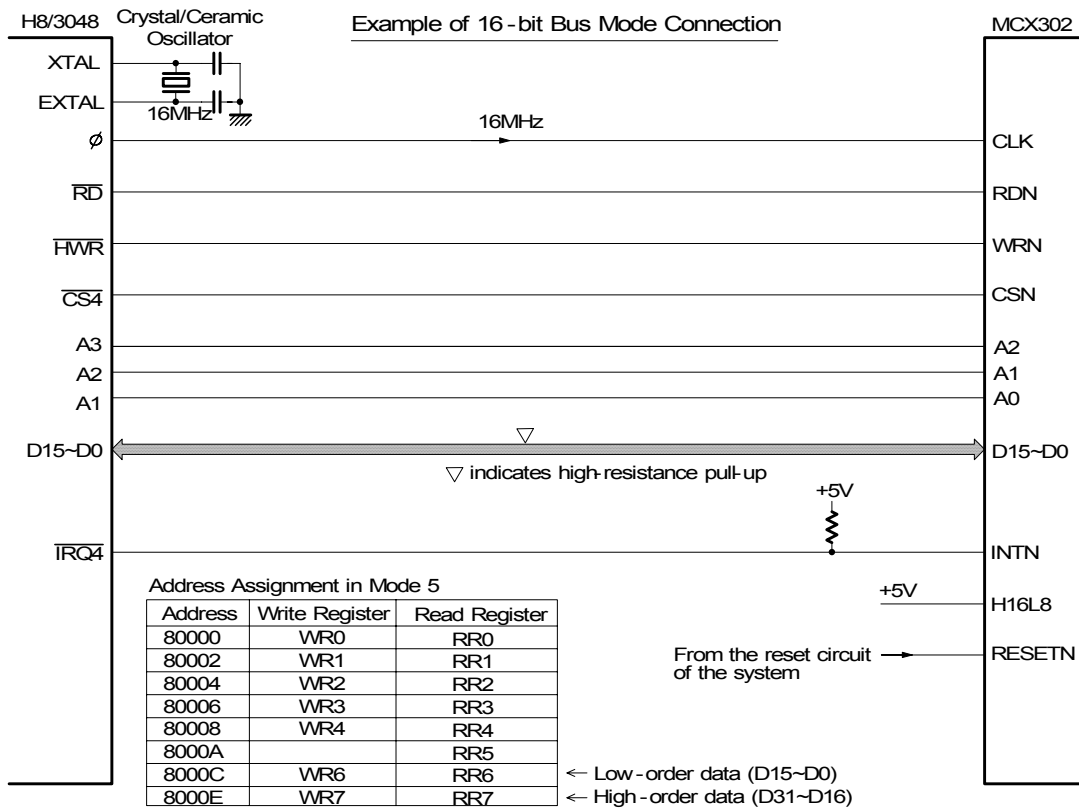 H8/3048
Crystal/Ceramic
Oscillator
Example of 16-bit Bus Mode Connection
MCX302
XTAL
EXTAL
16MHz
16MHz
ø
CLK
RD
RDN
HWR
WRN
CS4
CSN
A3
A2
A2
A1
A1
A0
D15~D0
D15~D0
▽ indicates high-resistance pull-up
+5V
IRQ4
INTN
+5V
H16L8
From the reset circuit
of the system
RESETN
Address Assignment in Mode 5
Address Write Register Read Register
80000 WR0 RR0
80002 WR1 RR1
80004 WR2 RR2
80006 WR3 RR3
80008 WR4 RR4
8000A RR5
8000C WR6 RR6 ← Low-order data (D15~D0)
8000E WR7 RR7 ← High-order data (D31~D16)